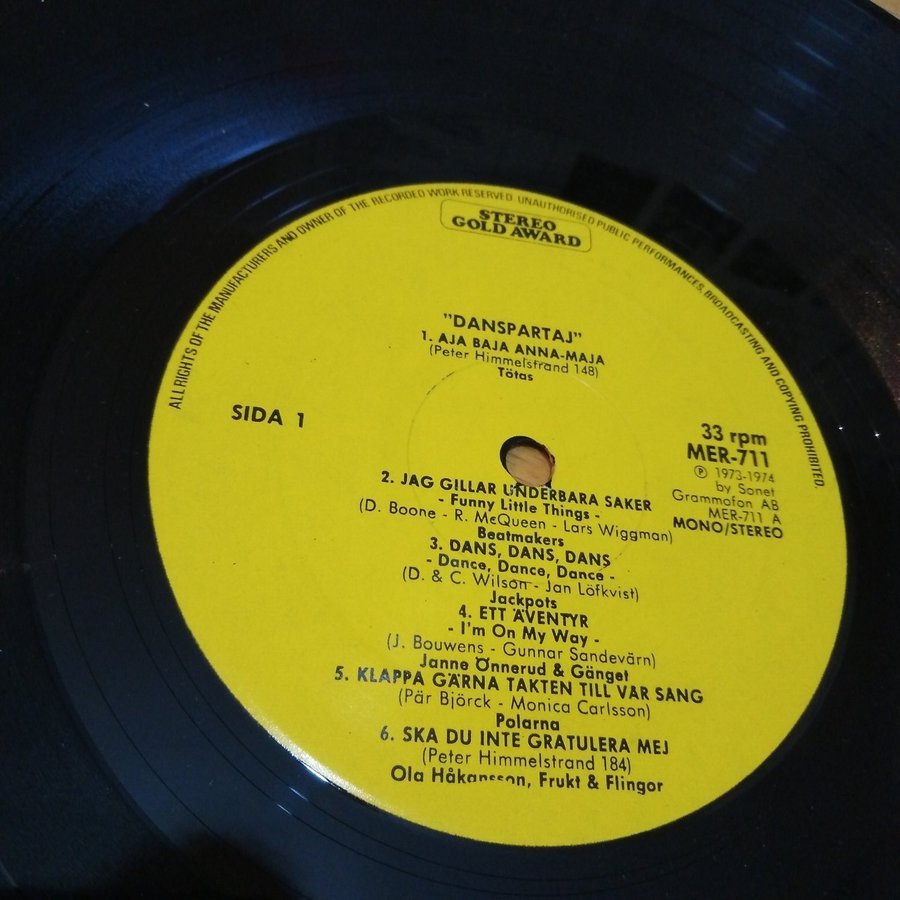 ALL RIGHTS OF THE MANUFACTURERS AND OWNER OF THE RECORDED WORK RESERVED. UNAUTHORISED PUBLIC PERFORMANCES, BROADCASTING AND COPYING PROHIBITED.
STEREO
GOLD AWARD
"DANSPARTAJ"
1. AJA BAJA ANNA-MAJA
(Peter Himmelstrand 148)
Tötas
SIDA 1
33 rpm
MER-711
℗ 1973-1974
by Sonet
Grammofon AB
MER-711 A
MONO/STEREO
2. JAG GILLAR UNDERBARA SAKER
- Funny Little Things -
(D. Boone - R. McQueen - Lars Wiggman)
Beatmakers
3. DANS, DANS, DANS
- Dance, Dance, Dance -
(D. & C. Wilson - Jan Löfkvist)
Jackpots
4. ETT ÄVENTYR
- I'm On My Way -
(J. Bouwens - Gunnar Sandevärn)
Janne Önnerud & Gänget
5. KLAPPA GÄRNA TAKTEN TILL VÅR SANG
(Pär Björck - Monica Carlsson)
Polarna
6. SKA DU INTE GRATULERA MEJ
(Peter Himmelstrand 184)
Ola Håkansson, Frukt & Flingor